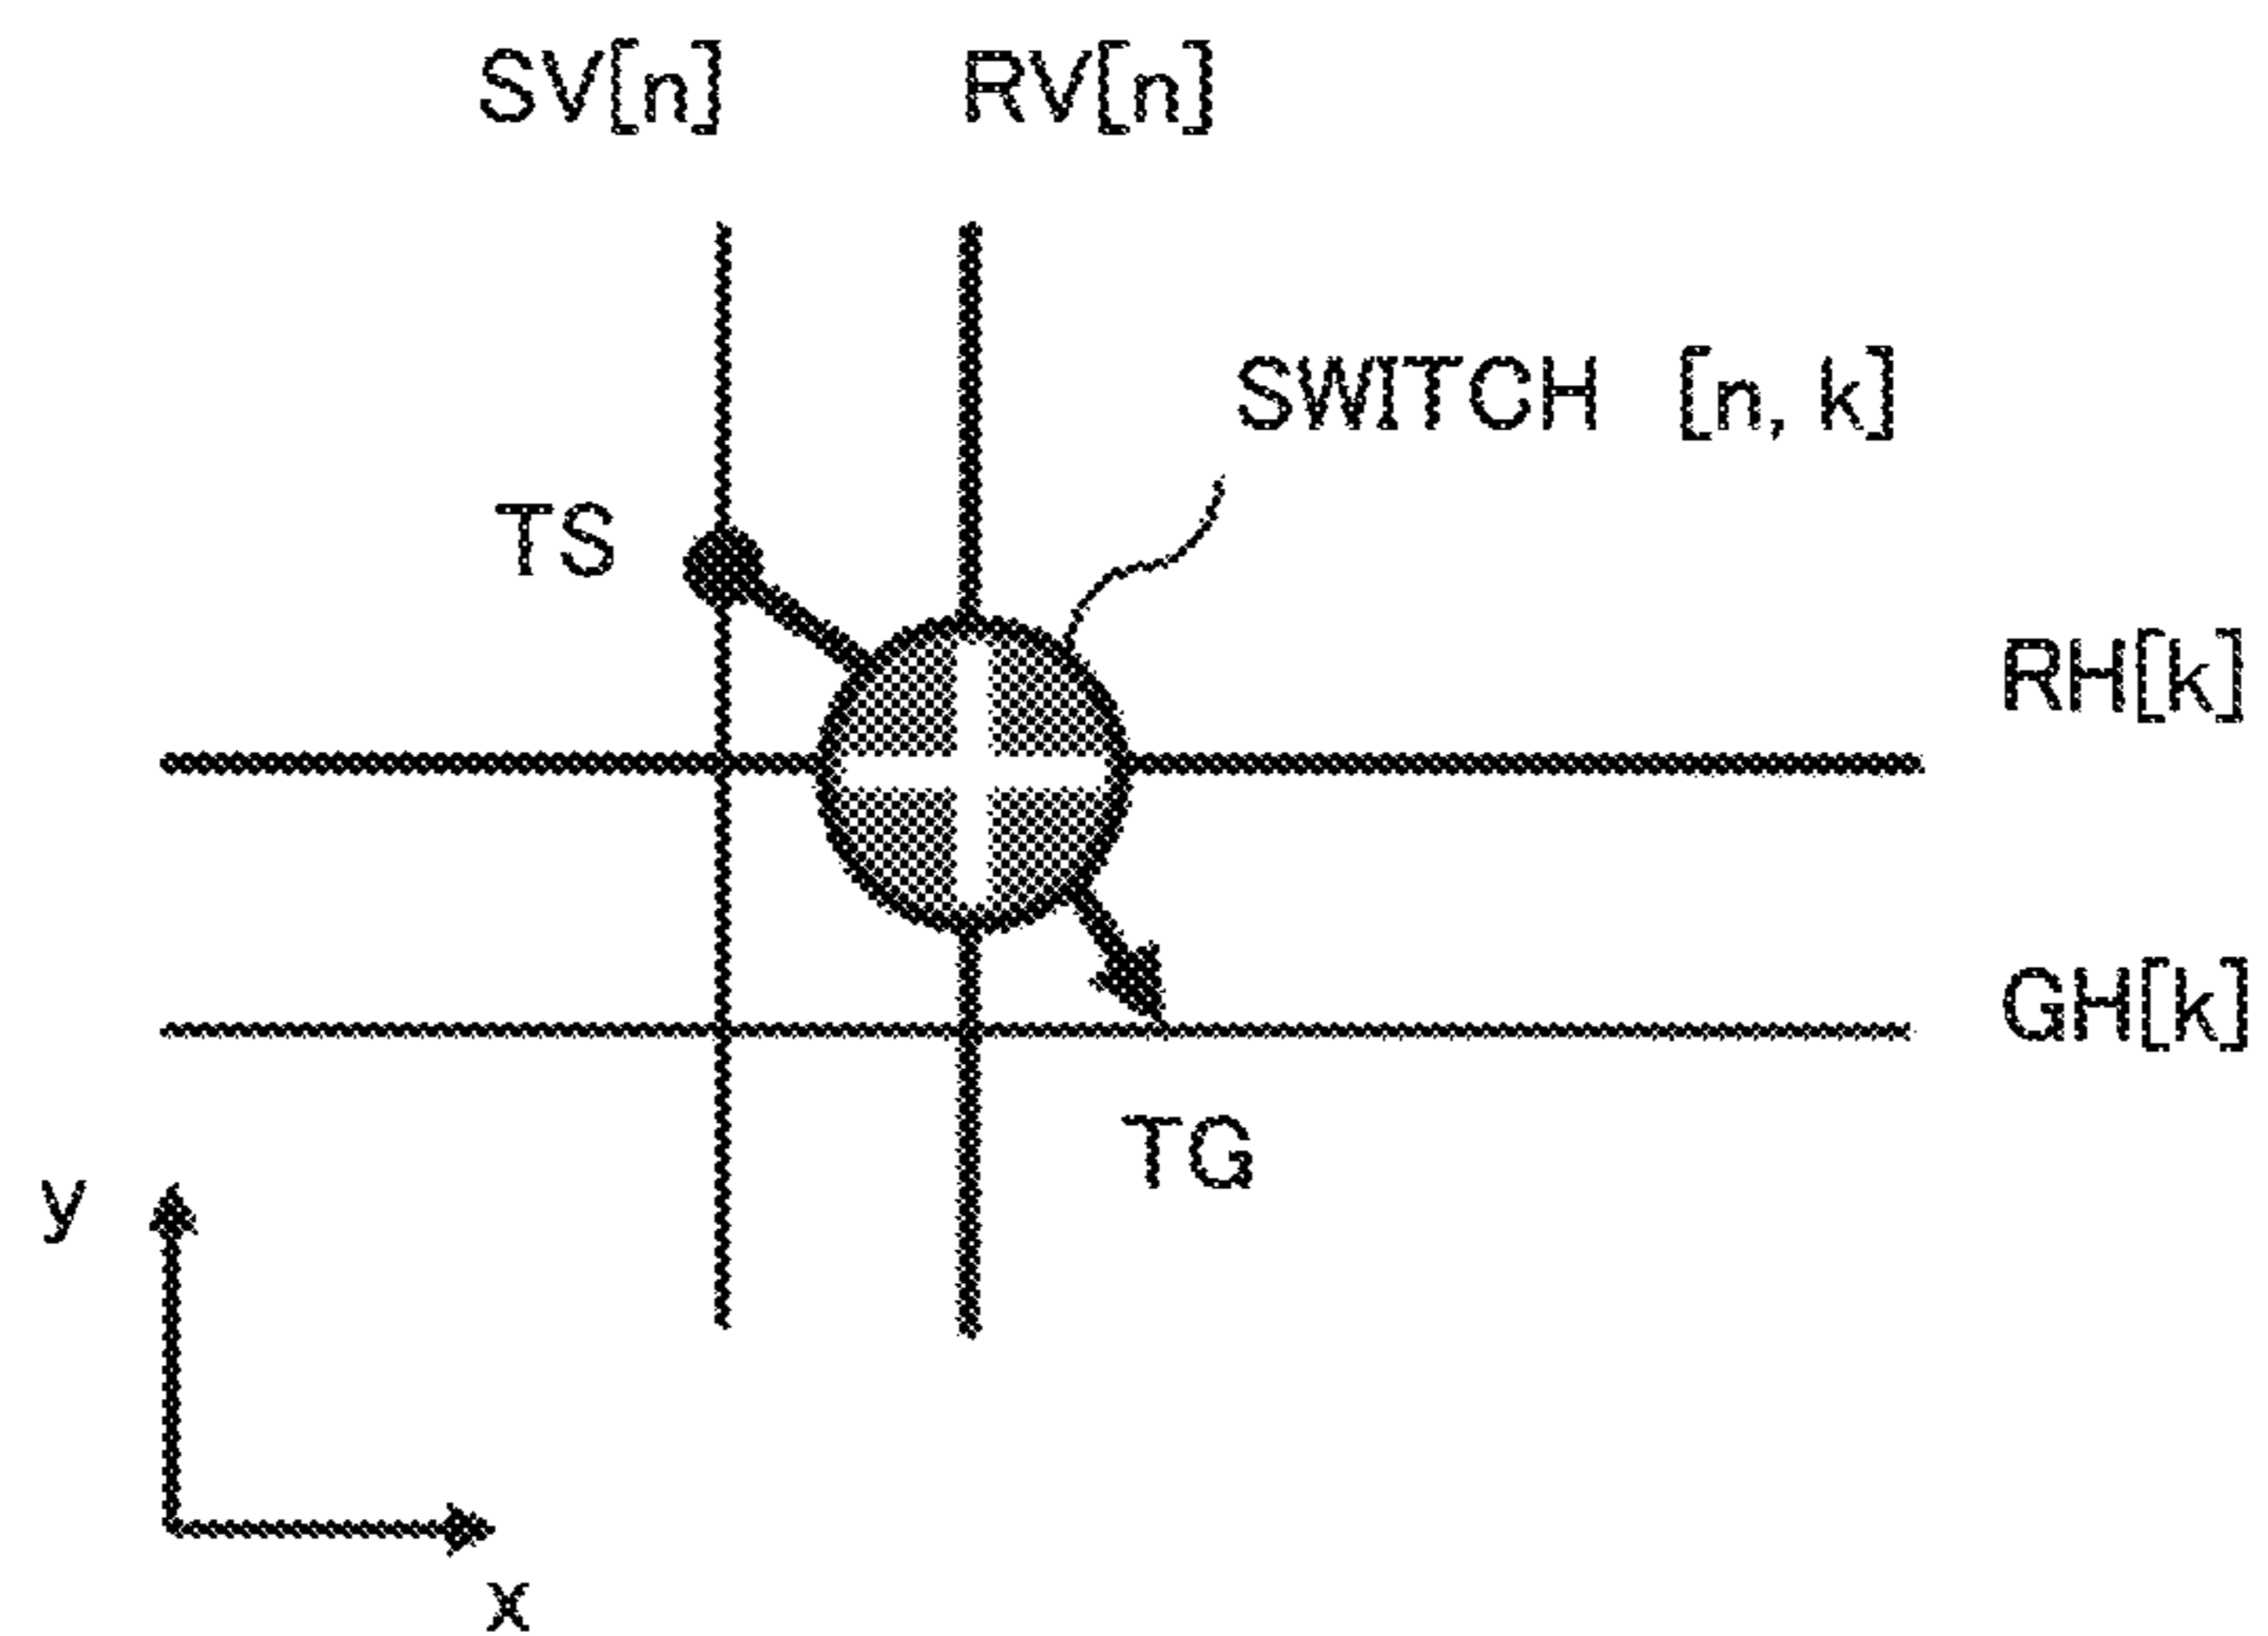 SV[n] RV[n]
SWITCH [n, k]
TS
RH[k]
GH[k]
TG
y
x